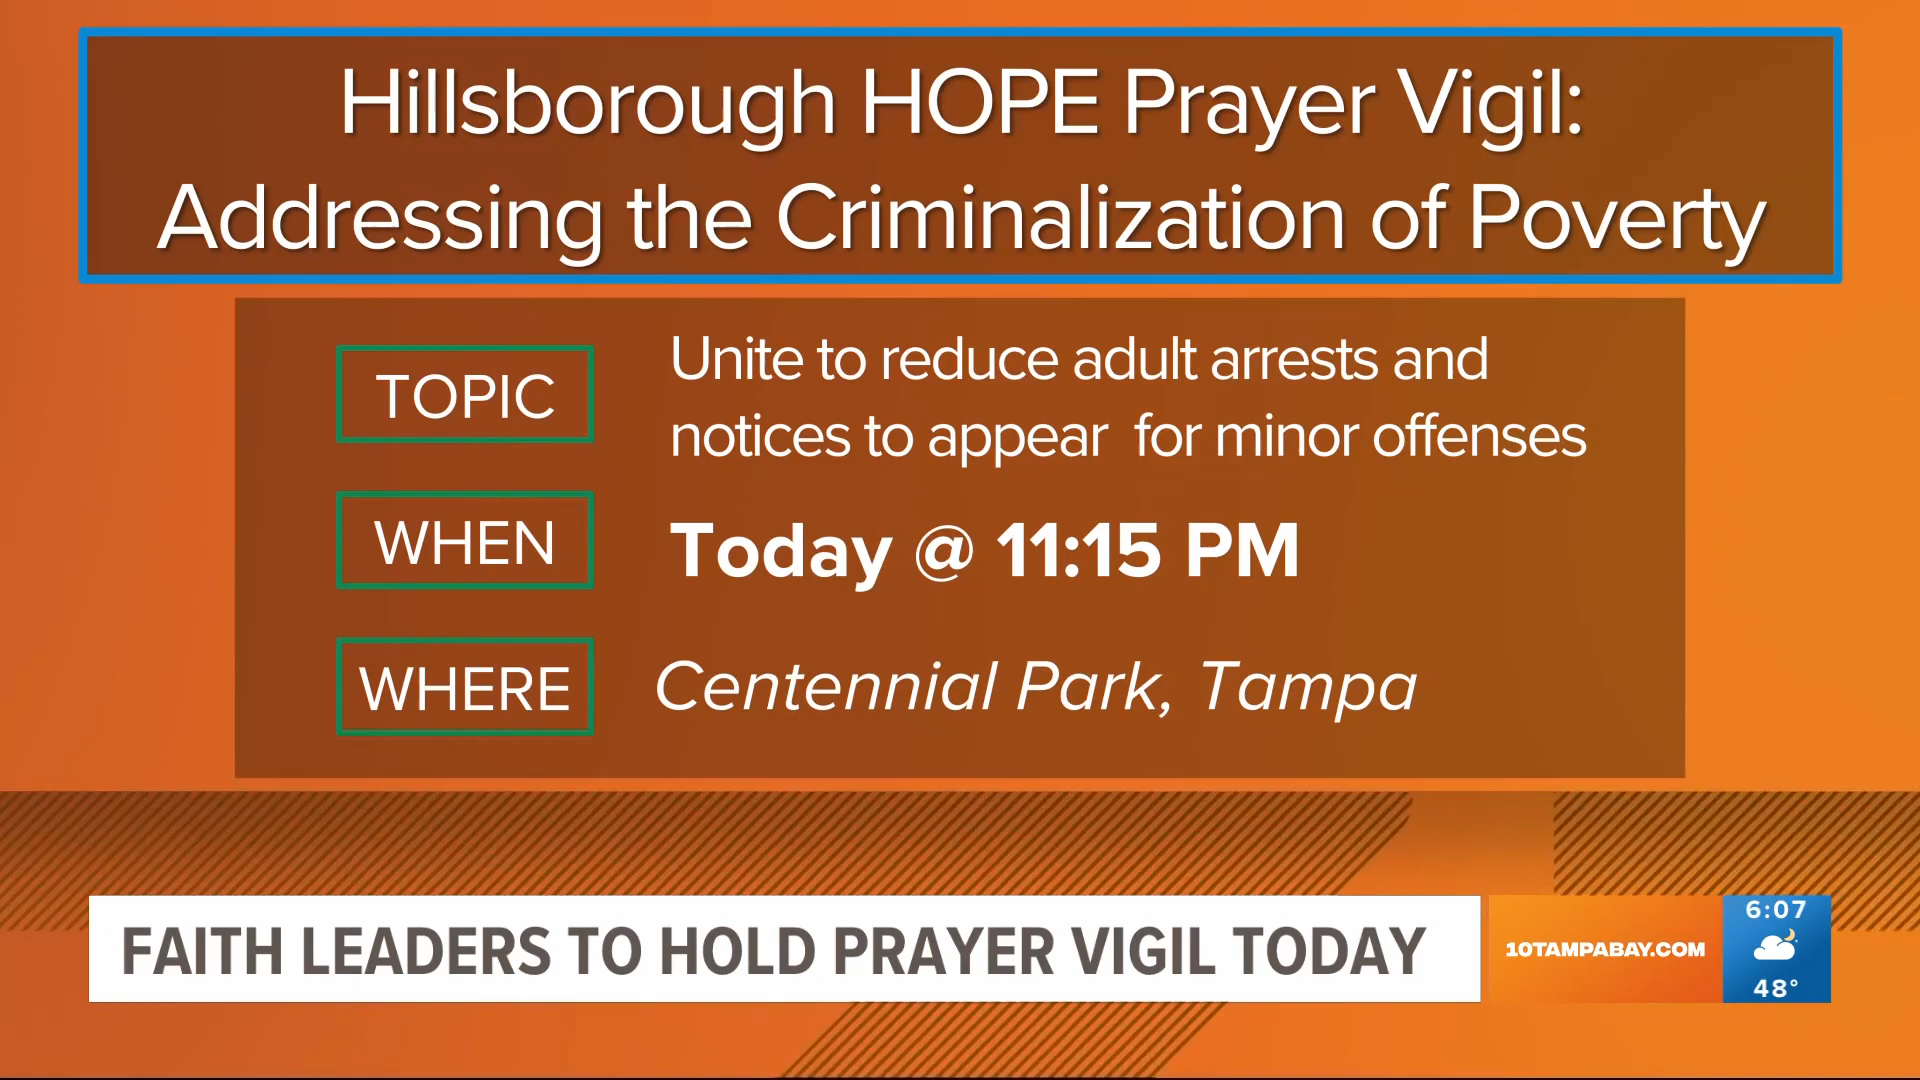 Hillsborough HOPE Prayer Vigil:
Addressing the Criminalization of Poverty
TOPIC
Unite to reduce adult arrests and
notices to appear for minor offenses
WHEN
Today @ 11:15 PM
WHERE
Centennial Park, Tampa
FAITH LEADERS TO HOLD PRAYER VIGIL TODAY
10TAMPABAY.COM
6:07
48°